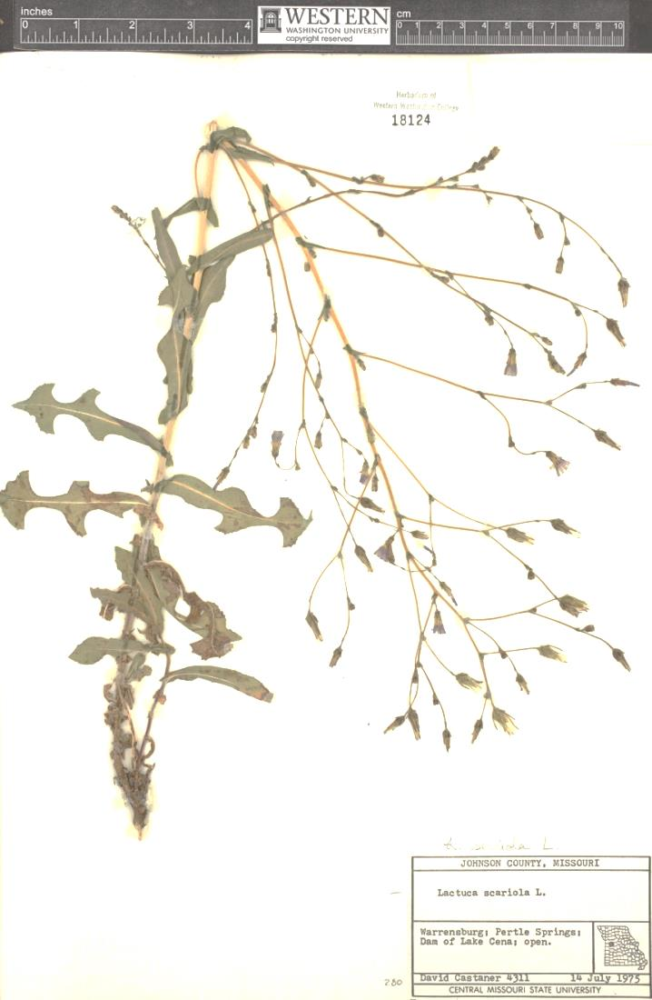 inches
0 1 2 3 4
WESTERN
WASHINGTON UNIVERSITY
copyright reserved
cm
0 1 2 3 4 5 6 7 8 9 10
Herbarium of
Western Washington College
18124
L.
JOHNSON COUNTY, MISSOURI
Lactuca scariola L.
Warrensburg; Pertle Springs;
Dam of Lake Cena; open.
David Castaner 4311 14 July 1975
CENTRAL MISSOURI STATE UNIVERSITY
280